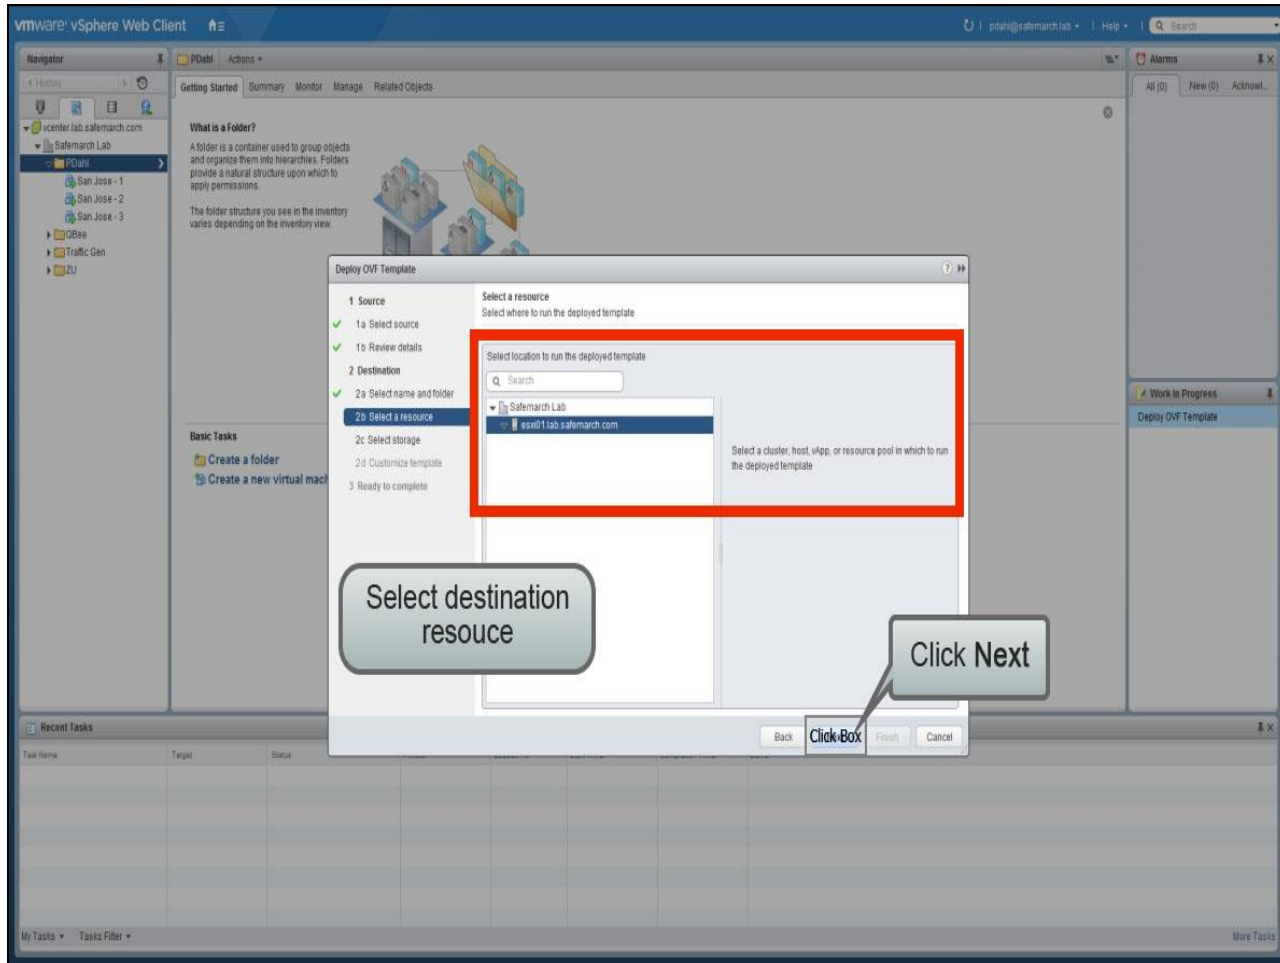 vmware® vSphere Web Client
pdahl@safemarch.lab
Help
Search
Navigator
History
vcenter.lab.safemarch.com
Safemarch Lab
PDahl
San Jose - 1
San Jose - 2
San Jose - 3
QBee
Traffic Gen
ZU
PDahl Actions
Getting Started Summary Monitor Manage Related Objects
What is a Folder?
A folder is a container used to group objects
and organize them into hierarchies. Folders
provide a natural structure upon which to
apply permissions.
The folder structure you see in the inventory
varies depending on the inventory view.
Basic Tasks
Create a folder
Create a new virtual mach
Alarms
All (0) New (0) Acknowl...
Work In Progress
Deploy OVF Template
Deploy OVF Template
1 Source
1a Select source
1b Review details
2 Destination
2a Select name and folder
2b Select a resource
2c Select storage
2d Customize template
3 Ready to complete
Select a resource
Select where to run the deployed template
Select location to run the deployed template
Search
Safemarch Lab
esxi01.lab.safemarch.com
Select a cluster, host, vApp, or resource pool in which to run
the deployed template
Select destination
resouce
Click Next
Back Click Box Finish Cancel
Recent Tasks
Task Name Target Status
My Tasks Tasks Filter More Tasks